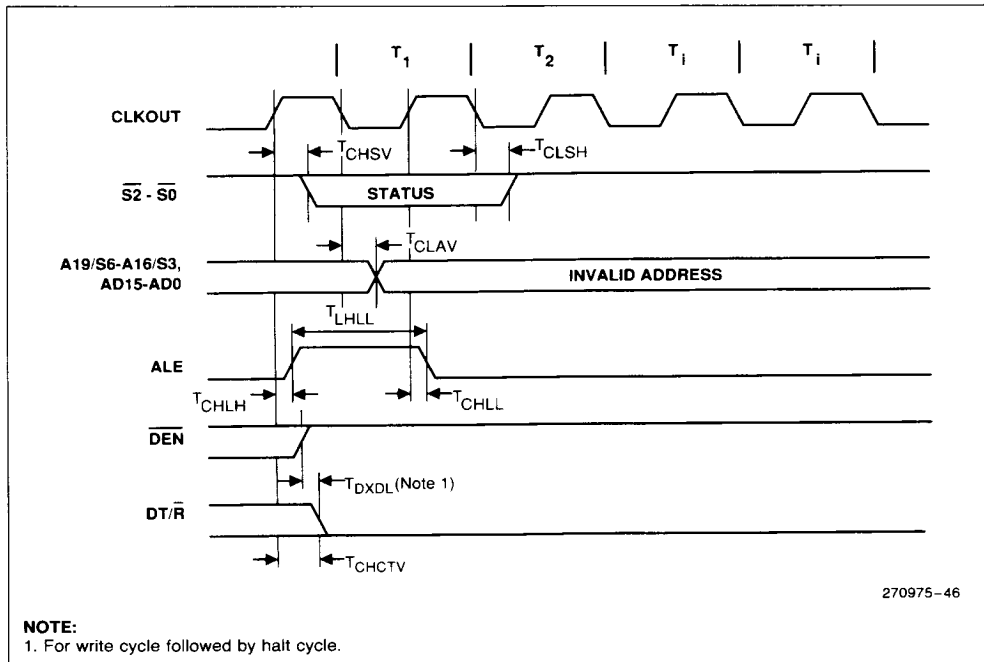 T1 T2 Ti Ti
CLKOUT
TCHSV TCLSH
S2 - S0 STATUS
TCLAV
A19/S6-A16/S3,
AD15-AD0 INVALID ADDRESS
TLHLL
ALE
TCHLH TCHLL
DEN
TDXDL(Note 1)
DT/R
TCHCTV
270975-46
NOTE:
1. For write cycle followed by halt cycle.